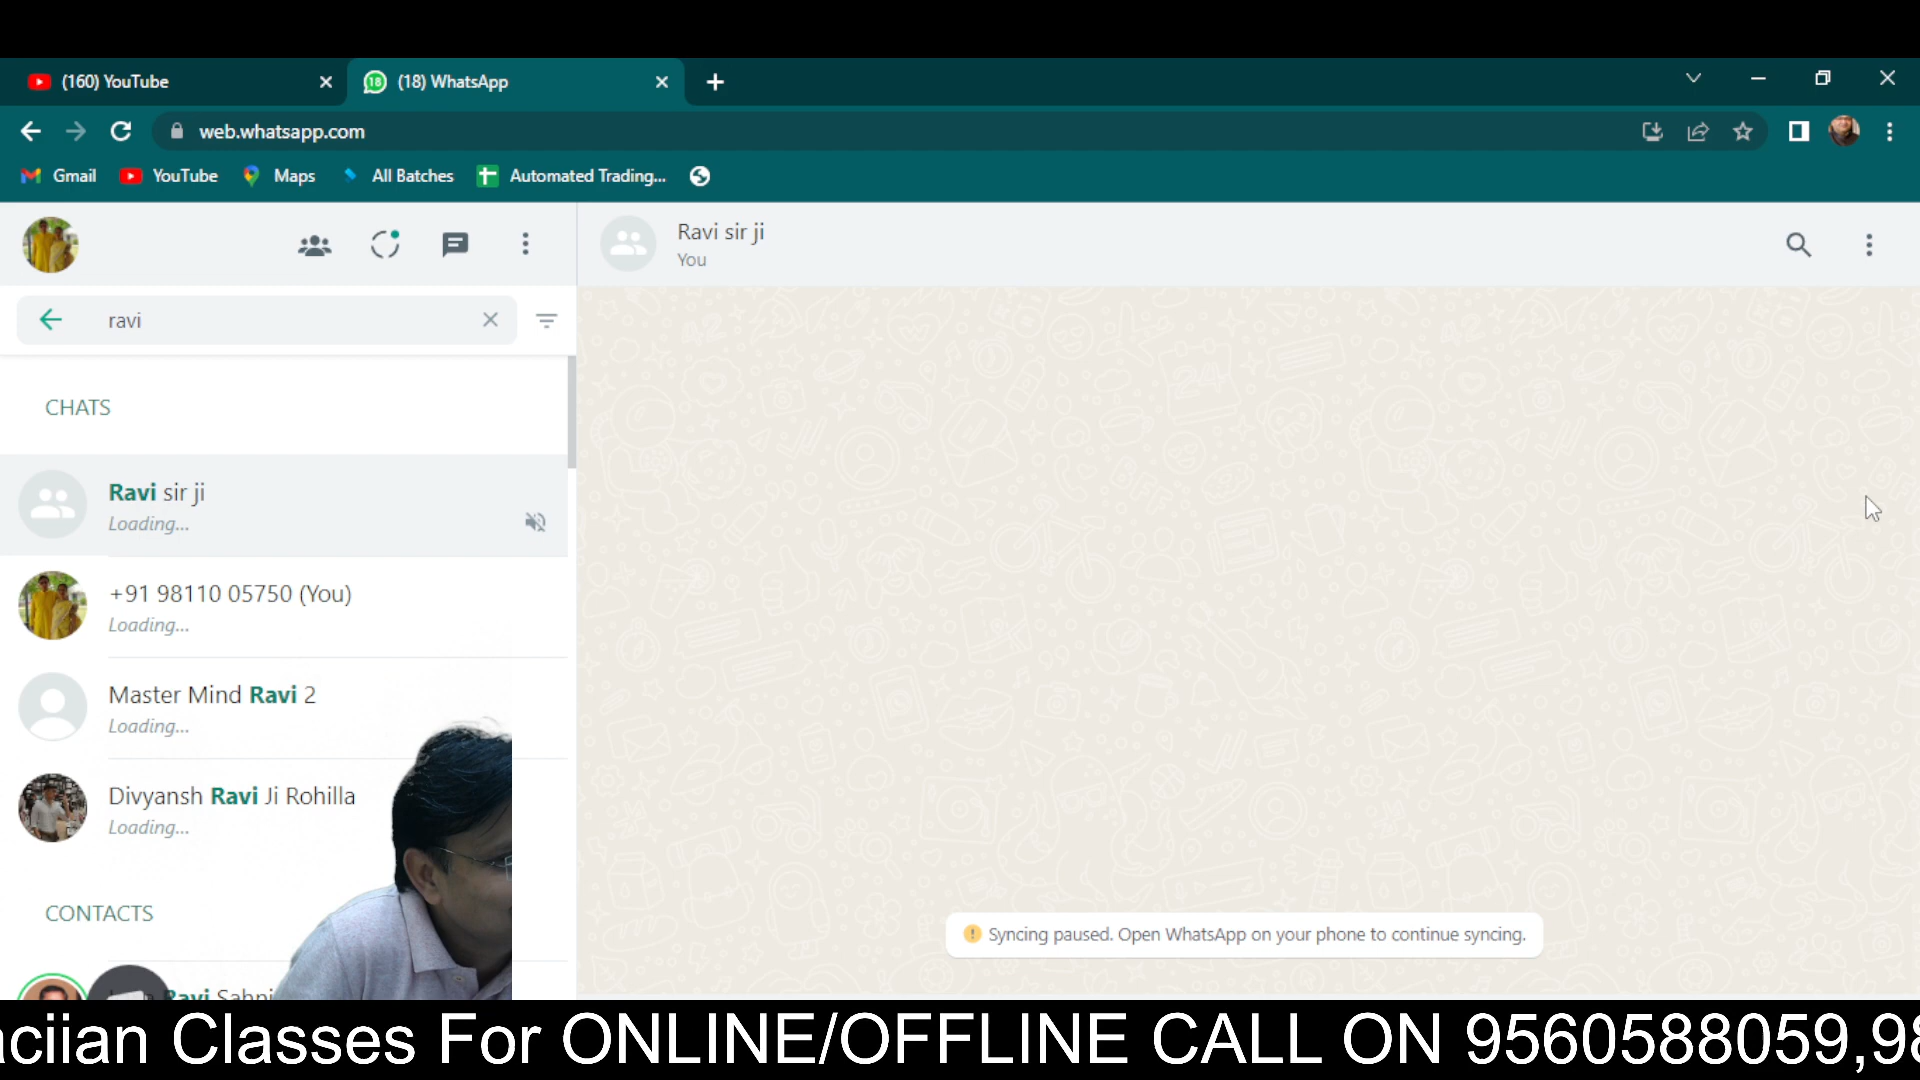 (160) YouTube
18
(18) WhatsApp
web.whatsapp.com
Gmail
YouTube
Maps
All Batches
Automated Trading...
Ravi sir ji
You
ravi
CHATS
Ravi sir ji
Loading...
+91 98110 05750 (You)
Loading...
Master Mind Ravi 2
Loading...
Divyansh Ravi Ji Rohilla
Loading...
CONTACTS
Ravi Sahni
Syncing paused. Open WhatsApp on your phone to continue syncing.
Classes For ONLINE/OFFLINE CALL ON 9560588059,